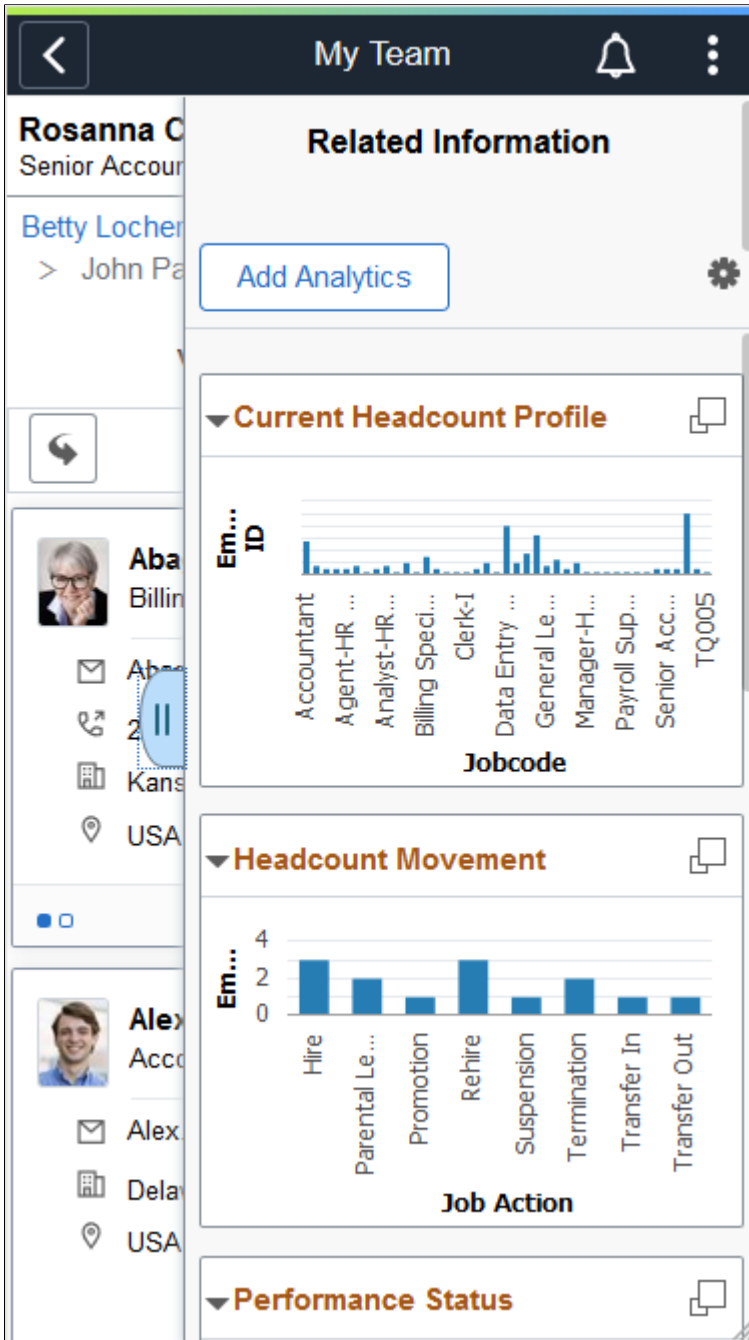 My Team
Rosanna C
Senior Accour
Betty Locher
> John Pa
Related Information
Add Analytics
Current Headcount Profile
Em...
ID
Accountant
Agent-HR ...
Analyst-HR...
Billing Speci...
Clerk-I
Data Entry ...
General Le...
Manager-H...
Payroll Sup...
Senior Acc...
TQ005
Jobcode
Aba
Billin
2
Kans
USA
Headcount Movement
Em...
4
2
0
Hire
Parental Le...
Promotion
Rehire
Suspension
Termination
Transfer In
Transfer Out
Job Action
Alex
Acco
Alex.
Delaw
USA
Performance Status